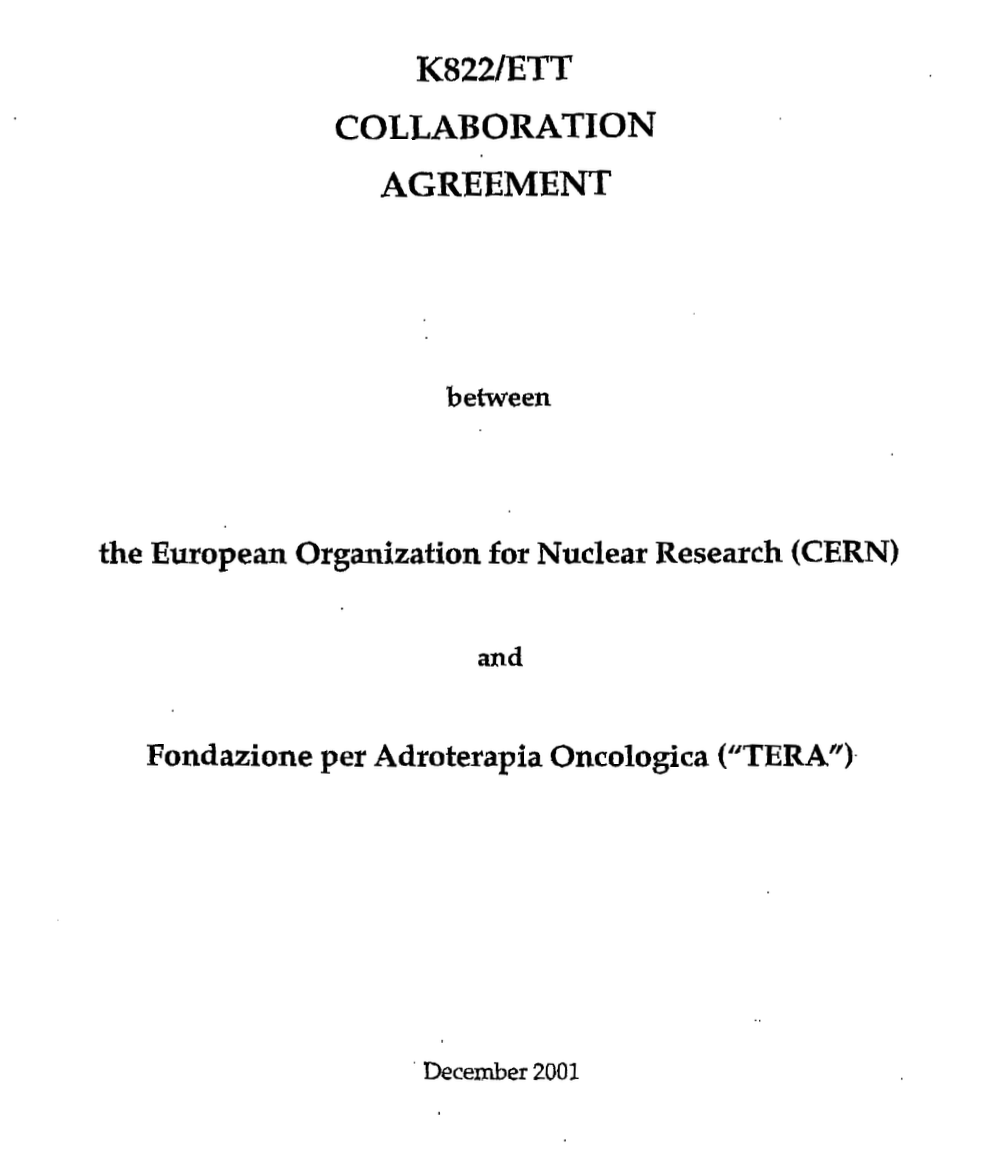 K822/ETT
COLLABORATION
AGREEMENT
between
the European Organization for Nuclear Research (CERN)
and
Fondazione per Adroterapia Oncologica ("TERA")
December 2001